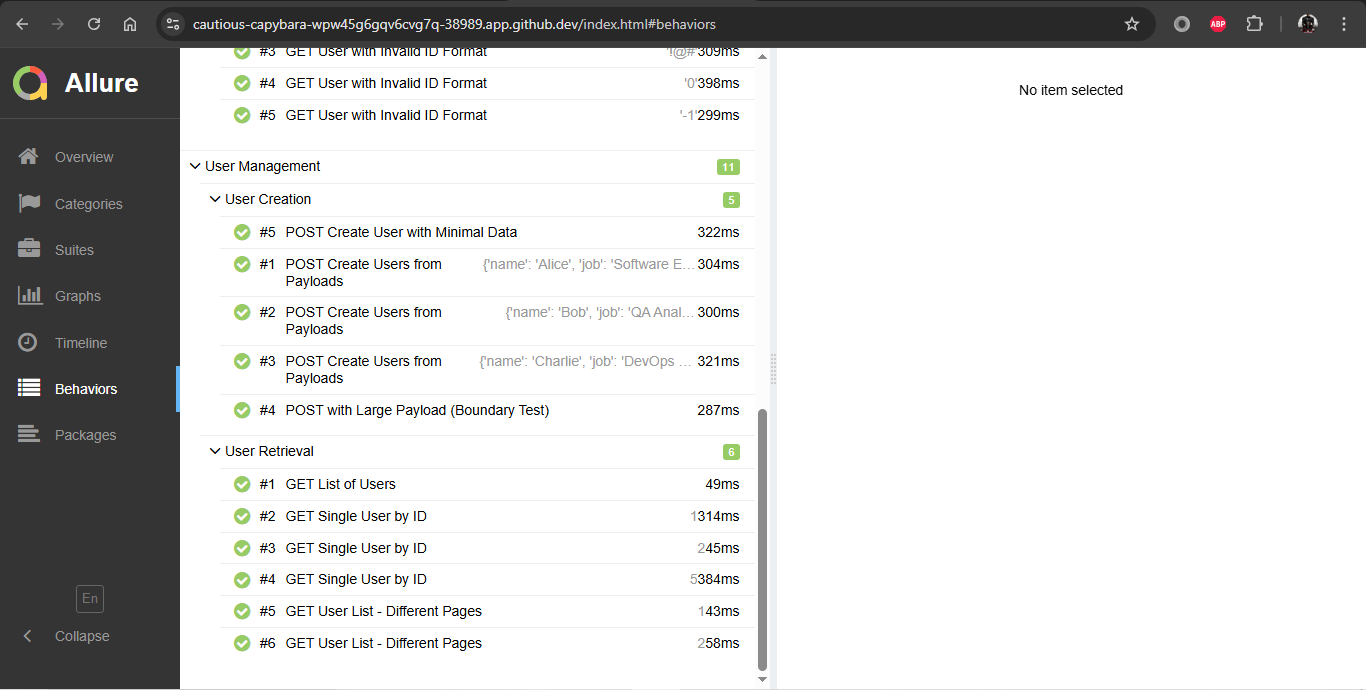 cautious-capybara-wpw45g6gqv6cvg7q-38989.app.github.dev/index.html#behaviors
ABP
Allure
Overview
Categories
Suites
Graphs
Timeline
Behaviors
Packages
En
Collapse
#3 GET User with Invalid ID Format '!@#' 309ms
#4 GET User with Invalid ID Format '0' 398ms
#5 GET User with Invalid ID Format '-1' 299ms
User Management 11
User Creation 5
#5 POST Create User with Minimal Data 322ms
#1 POST Create Users from {'name': 'Alice', 'job': 'Software E... 304ms
Payloads
#2 POST Create Users from {'name': 'Bob', 'job': 'QA Anal... 300ms
Payloads
#3 POST Create Users from {'name': 'Charlie', 'job': 'DevOps ... 321ms
Payloads
#4 POST with Large Payload (Boundary Test) 287ms
User Retrieval 6
#1 GET List of Users 49ms
#2 GET Single User by ID 1 314ms
#3 GET Single User by ID 2 45ms
#4 GET Single User by ID 5 384ms
#5 GET User List - Different Pages 1 43ms
#6 GET User List - Different Pages 2 58ms
No item selected